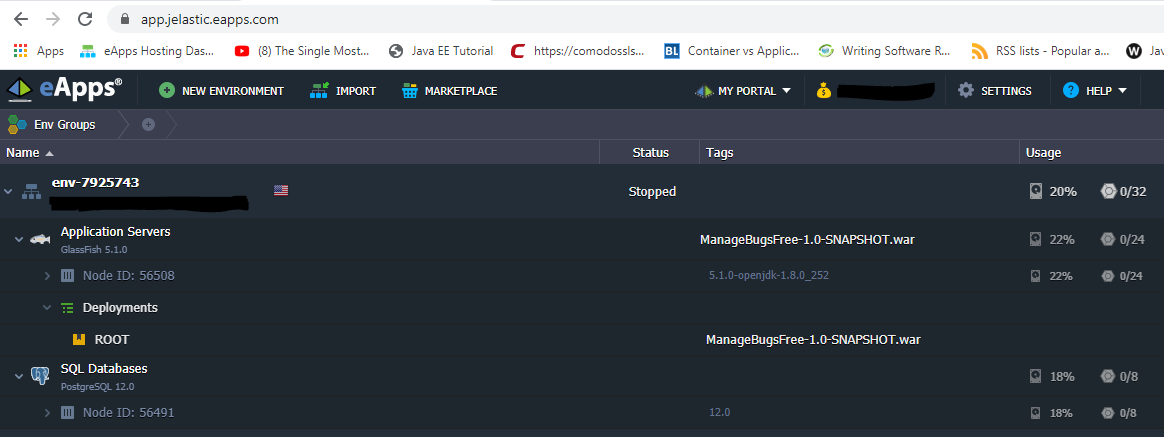 app.jelastic.eapps.com
Apps eApps Hosting Das... (8) The Single Most... Java EE Tutorial https://comodossls... Container vs Applic... Writing Software R... RSS lists - Popular a... Jav
eApps® NEW ENVIRONMENT IMPORT MARKETPLACE MY PORTAL SETTINGS HELP
Env Groups
Name Status Tags Usage
env-7925743 Stopped 20% 0/32
Application Servers ManageBugsFree-1.0-SNAPSHOT.war 22% 0/24
GlassFish 5.1.0
Node ID: 56508 5.1.0-openjdk-1.8.0_252 22% 0/24
Deployments
ROOT ManageBugsFree-1.0-SNAPSHOT.war
SQL Databases 18% 0/8
PostgreSQL 12.0
Node ID: 56491 12.0 18% 0/8